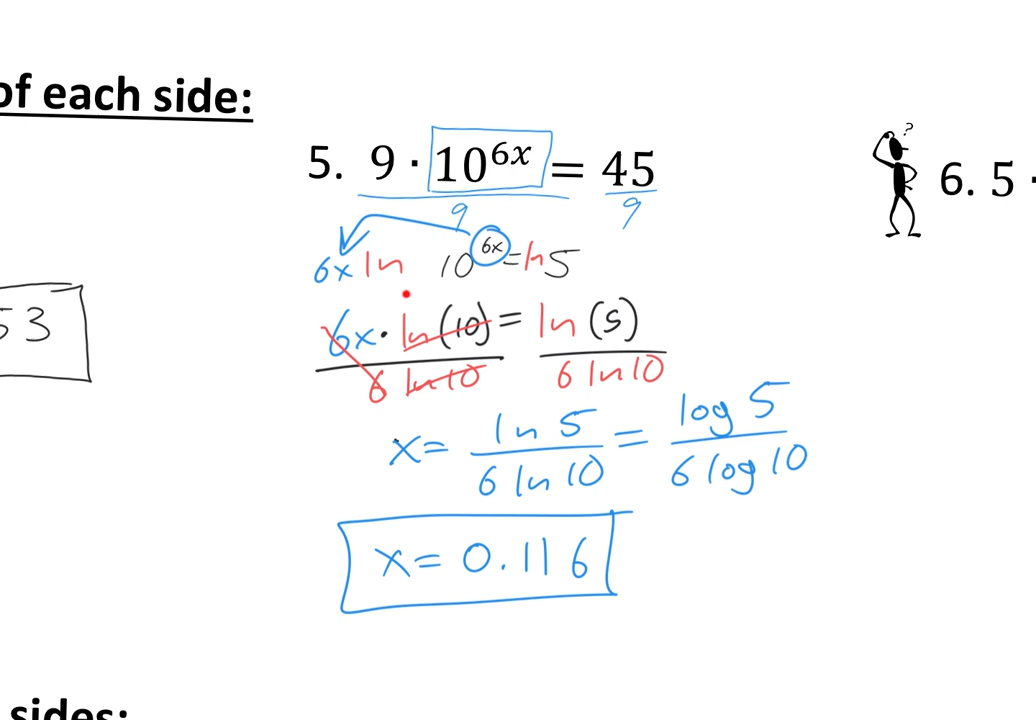 of each side:
5. 9 · 10^{6x} = 45
9 9
6x ln 10^{6x} = ln 5
53
6x · ln (10) = ln (5)
6 ln 10 6 ln 10
x = ln 5 / 6 ln 10 = log 5 / 6 log 10
x = 0.116
?
6. 5 ·
sides: